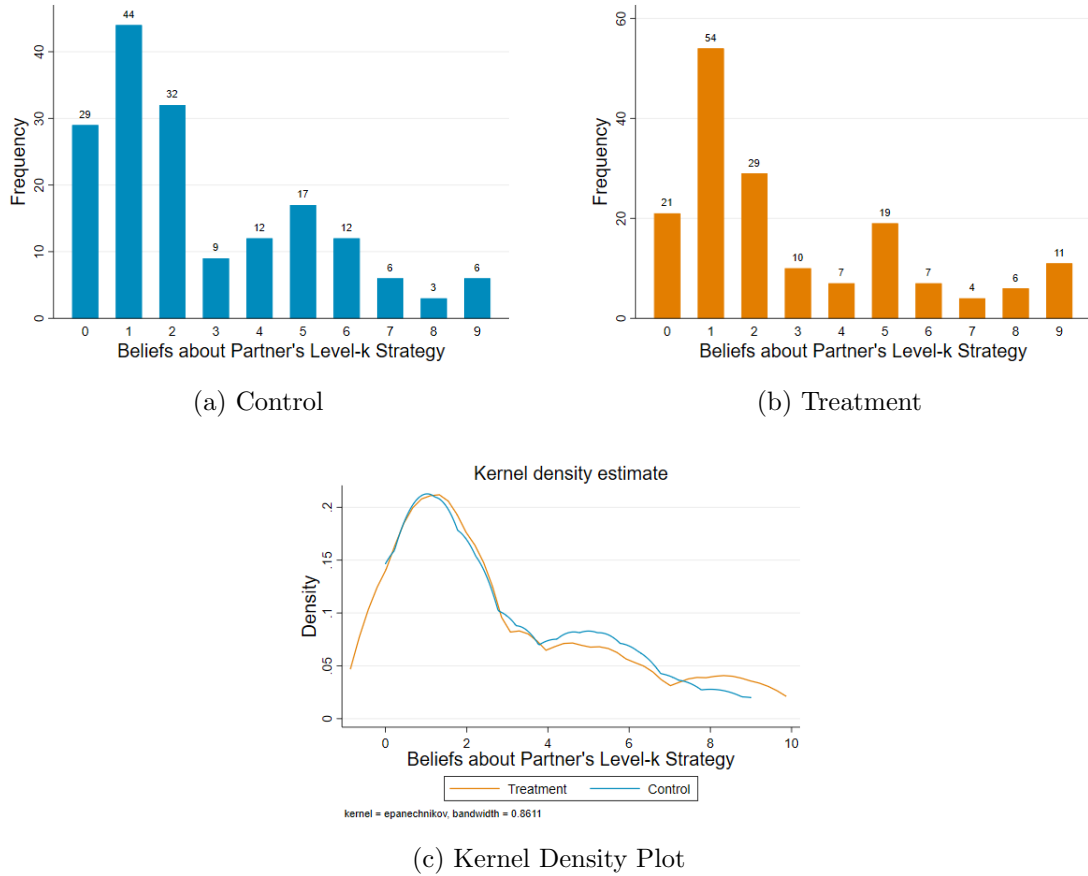 Frequency
0
10
20
30
40
29
44
32
9
12
17
12
6
3
6
0 1 2 3 4 5 6 7 8 9
Beliefs about Partner's Level-k Strategy
(a) Control
Frequency
0
20
40
60
21
54
29
10
7
19
7
4
6
11
0 1 2 3 4 5 6 7 8 9
Beliefs about Partner's Level-k Strategy
(b) Treatment
Kernel density estimate
Density
0
.05
.1
.15
.2
0 2 4 6 8 10
Beliefs about Partner's Level-k Strategy
Treatment Control
kernel = epanechnikov, bandwidth = 0.8611
(c) Kernel Density Plot